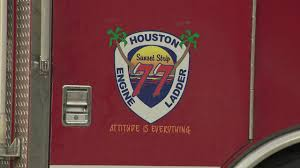 HOUSTON
Sunset Strip
77
ENGINE
LADDER
ATTITUDE IS EVERYTHING